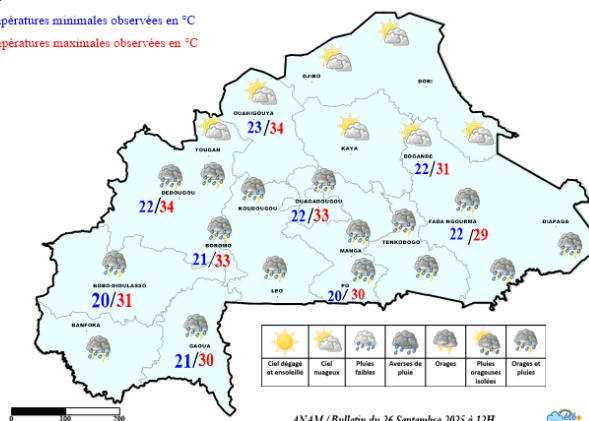 pératures minimales observées en °C
pératures maximales observées en °C
DJIBO
DORI
OUAHIGOUYA
23/34
TOUGAN
KAYA
BOGANDE
22/31
DEDOUGOU
22/34
KOUDOUGOU
OUAGADOUGOU
22/33
FADA NGOURMA
22/29
DIAPAGA
BOROMO
21/33
MANGA
TENKODOGO
BOBO-DIOULASSO
20/31
LEO
PO
20/30
BANFORA
GAOUA
21/30
Ciel dégagé et ensoleillé
Ciel nuageux
Pluies faibles
Averses de pluie
Orages
Pluies orageuses isolées
Orages et pluies
0 100 200
ANAM / Bulletin du 26 Septembre 2025 à 12H
été